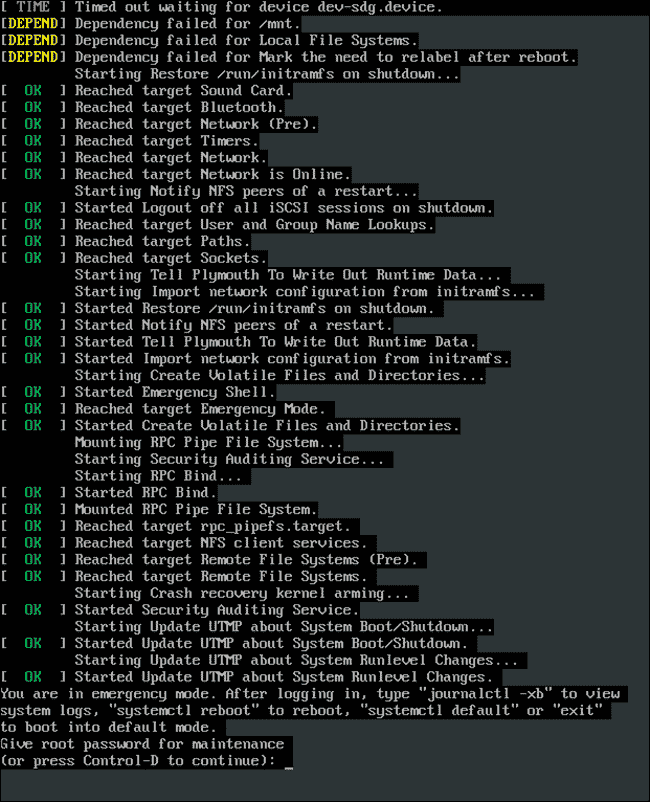 [ TIME ] Timed out waiting for device dev-sdg.device.
[DEPEND] Dependency failed for /mnt.
[DEPEND] Dependency failed for Local File Systems.
[DEPEND] Dependency failed for Mark the need to relabel after reboot.
         Starting Restore /run/initramfs on shutdown...
[  OK  ] Reached target Sound Card.
[  OK  ] Reached target Bluetooth.
[  OK  ] Reached target Network (Pre).
[  OK  ] Reached target Timers.
[  OK  ] Reached target Network.
[  OK  ] Reached target Network is Online.
         Starting Notify NFS peers of a restart...
[  OK  ] Started Logout off all iSCSI sessions on shutdown.
[  OK  ] Reached target User and Group Name Lookups.
[  OK  ] Reached target Paths.
[  OK  ] Reached target Sockets.
         Starting Tell Plymouth To Write Out Runtime Data...
         Starting Import network configuration from initramfs...
[  OK  ] Started Restore /run/initramfs on shutdown.
[  OK  ] Started Notify NFS peers of a restart.
[  OK  ] Started Tell Plymouth To Write Out Runtime Data.
[  OK  ] Started Import network configuration from initramfs.
         Starting Create Volatile Files and Directories...
[  OK  ] Started Emergency Shell.
[  OK  ] Reached target Emergency Mode.
[  OK  ] Started Create Volatile Files and Directories.
         Mounting RPC Pipe File System...
         Starting Security Auditing Service...
         Starting RPC Bind...
[  OK  ] Started RPC Bind.
[  OK  ] Mounted RPC Pipe File System.
[  OK  ] Reached target rpc_pipefs.target.
[  OK  ] Reached target NFS client services.
[  OK  ] Reached target Remote File Systems (Pre).
[  OK  ] Reached target Remote File Systems.
         Starting Crash recovery kernel arming...
[  OK  ] Started Security Auditing Service.
         Starting Update UTMP about System Boot/Shutdown...
[  OK  ] Started Update UTMP about System Boot/Shutdown.
         Starting Update UTMP about System Runlevel Changes...
[  OK  ] Started Update UTMP about System Runlevel Changes.
You are in emergency mode. After logging in, type "journalctl -xb" to view
system logs, "systemctl reboot" to reboot, "systemctl default" or "exit"
to boot into default mode.
Give root password for maintenance
(or press Control-D to continue): _